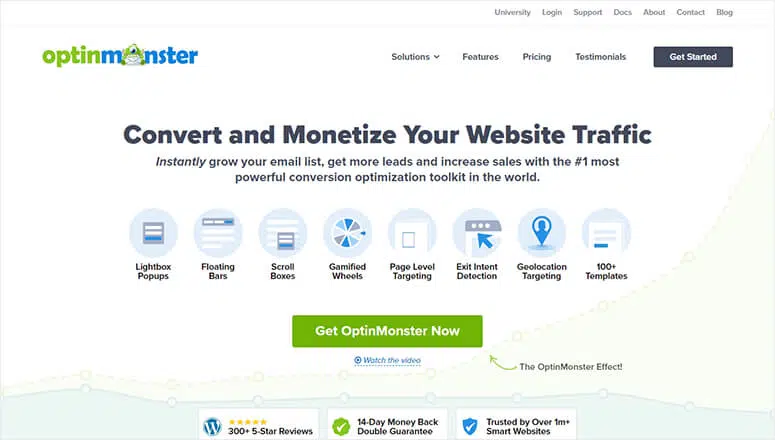 University Login Support Docs About Contact Blog
optinmonster
Solutions Features Pricing Testimonials Get Started
Convert and Monetize Your Website Traffic
Instantly grow your email list, get more leads and increase sales with the #1 most
powerful conversion optimization toolkit in the world.
Lightbox Popups
Floating Bars
Scroll Boxes
Gamified Wheels
Page Level Targeting
Exit Intent Detection
Geolocation Targeting
100+ Templates
Get OptinMonster Now
Watch the video
The OptinMonster Effect!
300+ 5-Star Reviews
14-Day Money Back
Double Guarantee
Trusted by Over 1m+
Smart Websites